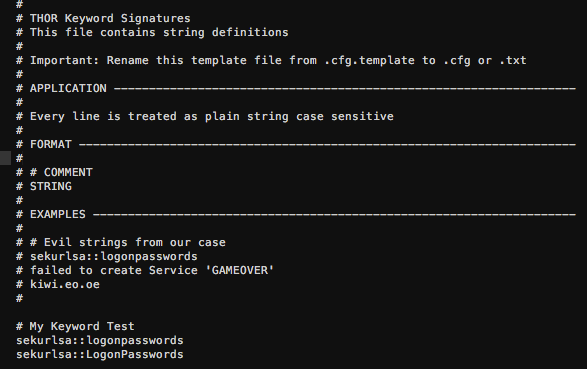 #
# THOR Keyword Signatures
# This file contains string definitions
#
# Important: Rename this template file from .cfg.template to .cfg or .txt
#
# APPLICATION ------------------------------------------------------------------
#
# Every line is treated as plain string case sensitive
#
# FORMAT -----------------------------------------------------------------------
#
# # COMMENT
# STRING
#
# EXAMPLES ---------------------------------------------------------------------
#
# # Evil strings from our case
# sekurlsa::logonpasswords
# failed to create Service 'GAMEOVER'
# kiwi.eo.oe
#
# My Keyword Test
sekurlsa::logonpasswords
sekurlsa::LogonPasswords